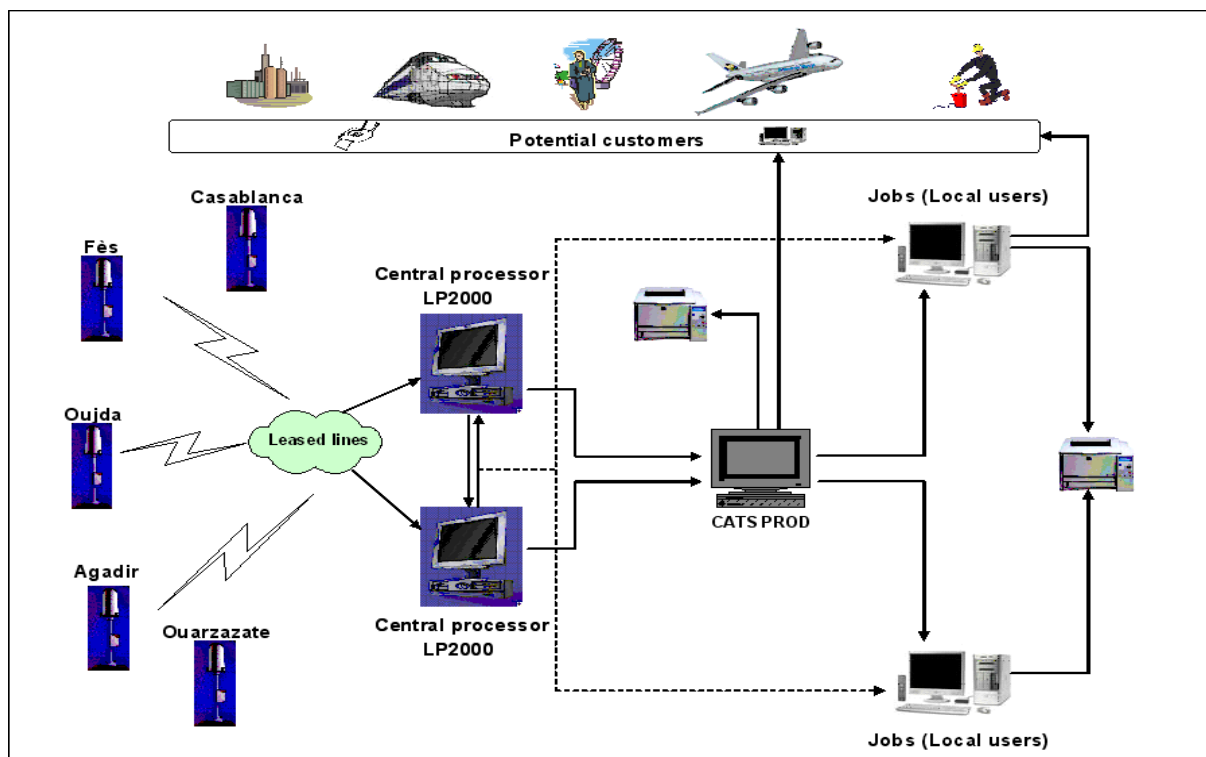 Potential customers
Casablanca
Jobs (Local users)
Fès
Central processor
LP2000
Oujda
Leased lines
CATS PROD
Agadir
Ouarzazate
Central processor
LP2000
Jobs (Local users)